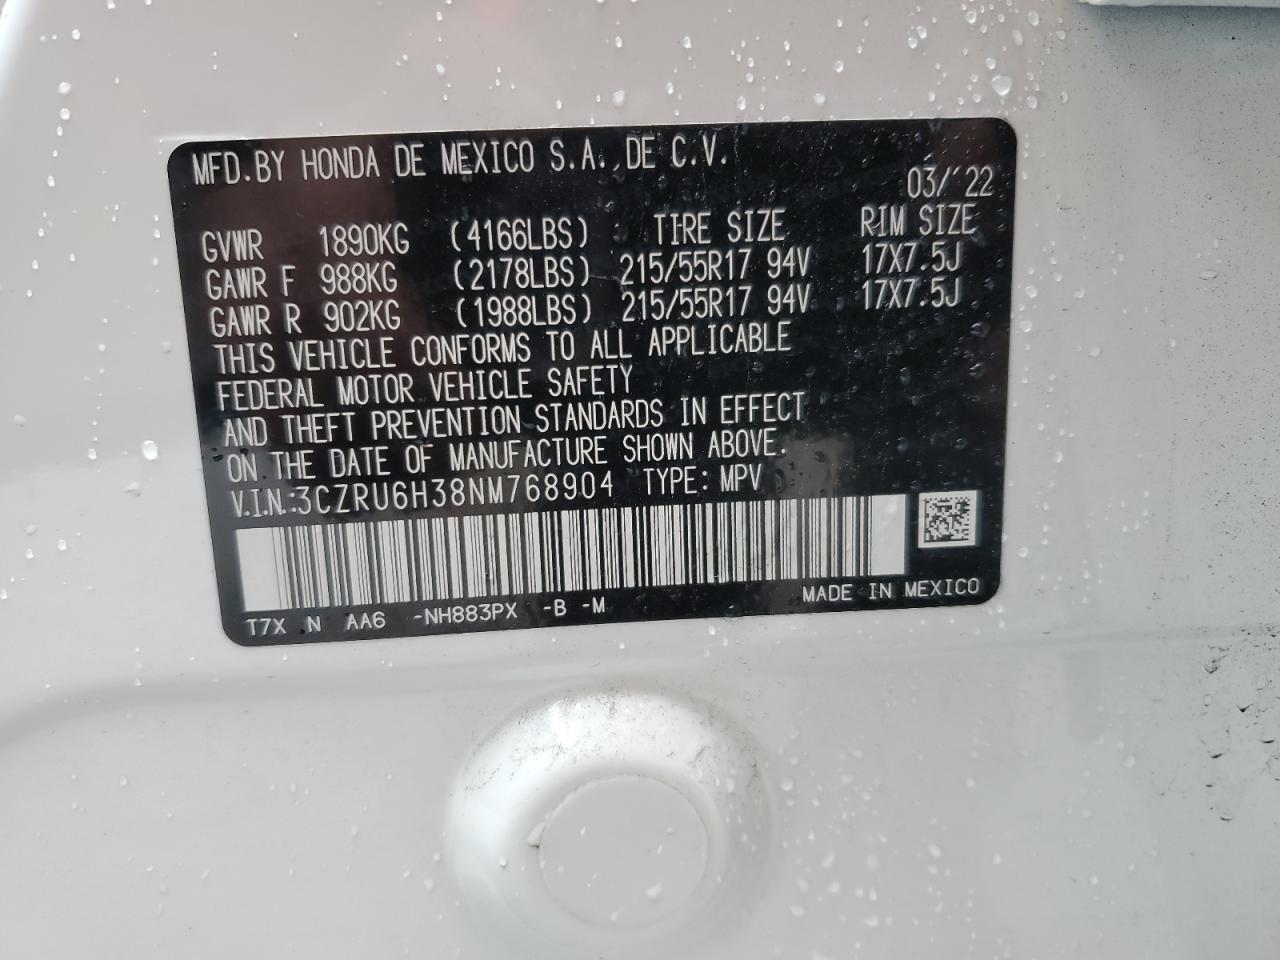 MFD.BY HONDA DE MEXICO S.A. DE C.V.
03/'22
GVWR 1890KG (4166LBS) TIRE SIZE RIM SIZE
GAWR F 988KG (2178LBS) 215/55R17 94V 17X7.5J
GAWR R 902KG (1988LBS) 215/55R17 94V 17X7.5J
THIS VEHICLE CONFORMS TO ALL APPLICABLE
FEDERAL MOTOR VEHICLE SAFETY
AND THEFT PREVENTION STANDARDS IN EFFECT
ON THE DATE OF MANUFACTURE SHOWN ABOVE.
V.I.N.:3CZRU6H38NM768904 TYPE: MPV
T7X N AA6 -NH883PX -B -M MADE IN MEXICO